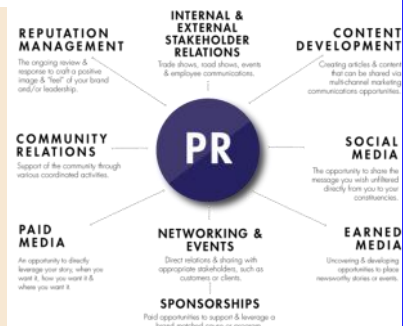 REPUTATION
MANAGEMENT
The ongoing review &
response to craft a positive
image & "feel" of your brand
and/or leadership.
INTERNAL &
EXTERNAL
STAKEHOLDER
RELATIONS
Trade shows, road shows, events
& employee communications.
CONTENT
DEVELOPMENT
Creating articles & content
that can be shared via
multi-channel marketing
communications opportunities.
COMMUNITY
RELATIONS
Support of the community through
various coordinated activities.
PR
SOCIAL
MEDIA
The opportunity to share the
message you wish unfiltered
directly from you to your
constituencies.
PAID
MEDIA
An opportunity to directly
leverage your story, when you
want it, how you want it &
where you want it
NETWORKING &
EVENTS
Direct relations & sharing with
appropriate stakeholders, such as
customers or clients.
EARNED
MEDIA
Uncovering & developing
opportunities to place
newsworthy stories or events.
SPONSORSHIPS
Paid opportunities to support & leverage a